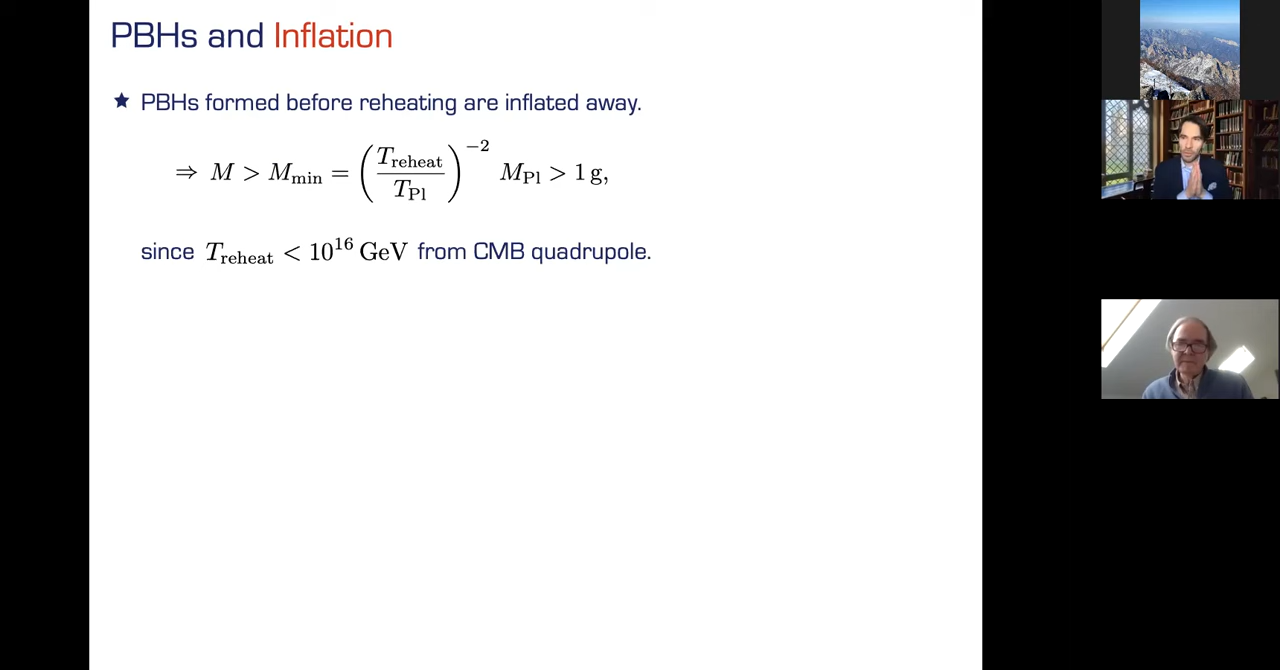 PBHs and Inflation
★ PBHs formed before reheating are inflated away.
⇒ M > M_min = (T_reheat / T_Pl)^−2 M_Pl > 1 g,
since T_reheat < 10^16 GeV from CMB quadrupole.